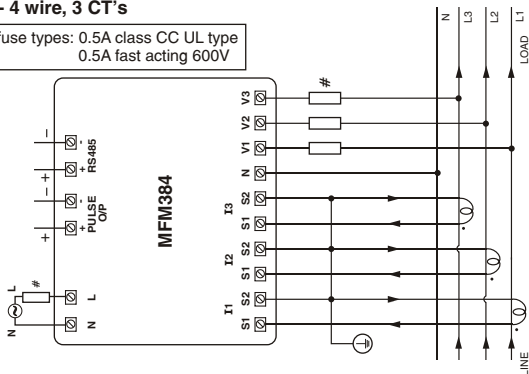 - 4 wire, 3 CT's
fuse types: 0.5A class CC UL type
0.5A fast acting 600V
N
L3
L2
L1
LOAD
#
V3
V2
V1
N
S2
I3
S1
S2
I2
S1
S2
I1
S1
MFM384
- RS485 +
- PULSE O/P +
L
N
L
#
N
LINE